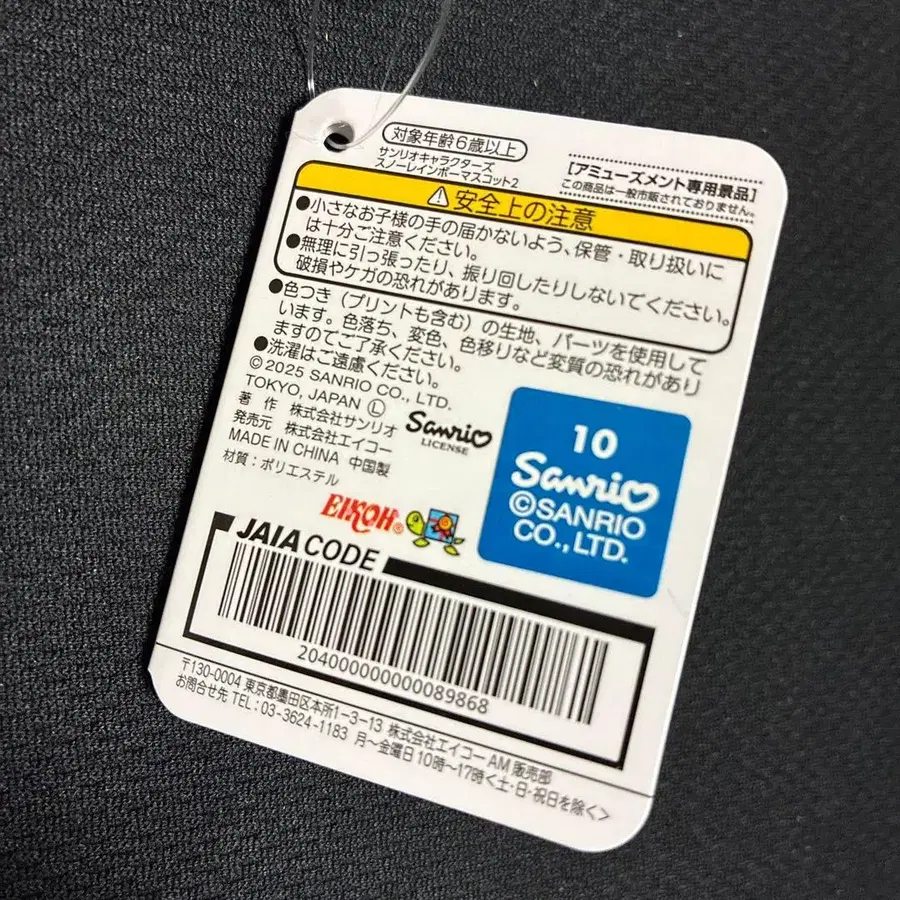 対象年齢6歳以上
サンリオキャラクターズ
スノーレインボーマスコット2
[アミューズメント専用景品]
この商品は一般市販されておりません。
⚠安全上の注意
●小さなお子様の手の届かないよう、保管・取り扱いに
は十分ご注意ください。
●無理に引っ張ったり、振り回したりしないでください。
破損やケガの恐れがあります。
●色つき（プリントも含む）の生地、パーツを使用して
います。色落ち、変色、色移りなど変質の恐れがあり
ますのでご了承ください。
●洗濯はご遠慮ください。
©2025 SANRIO CO., LTD.
TOKYO, JAPAN Ⓛ
著 作 株式会社サンリオ
発売元 株式会社エイコー
MADE IN CHINA 中国製
材質：ポリエステル
Sanrio
LICENSE
10
Sanrio
©SANRIO
CO., LTD.
EIKOH®
JAIA CODE
2040000000089868
〒130-0004 東京都墨田区本所1-3-13 株式会社エイコー AM販売部
お問合せ先 TEL：03-3624-1183 月～金曜日10時～17時<土・日・祝日を除く>